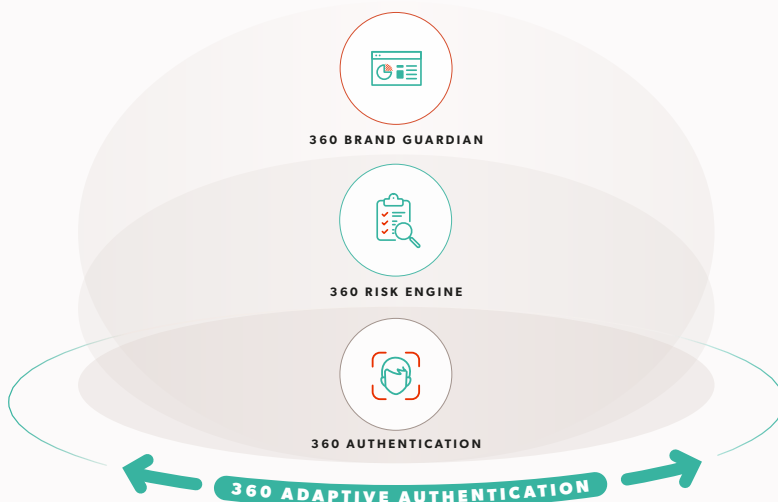 360 BRAND GUARDIAN
360 RISK ENGINE
360 AUTHENTICATION
360 ADAPTIVE AUTHENTICATION